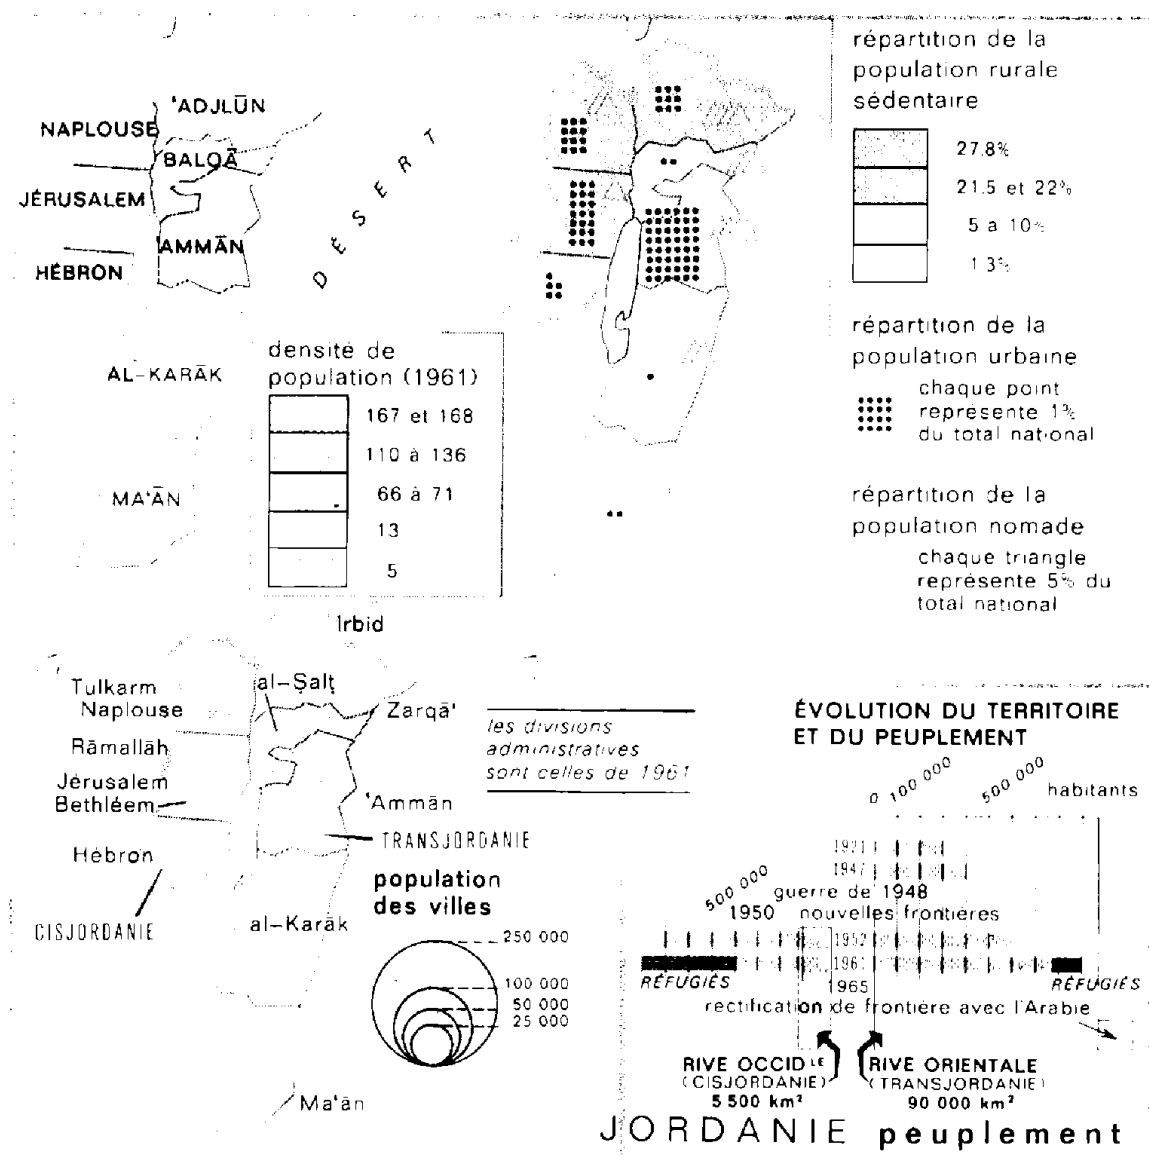 'ADJLŪN
NAPLOUSE
BALQĀ
JÉRUSALEM
'AMMĀN
HÉBRON
DÉSERT
AL-KARĀK
MA'ĀN
densité de
population (1961)
167 et 168
110 à 136
66 à 71
13
5
répartition de la
population rurale
sédentaire
27.8%
21.5 et 22%
5 a 10%
1 3%
répartition de la
population urbaine
chaque point
représente 1%
du total national
répartition de la
population nomade
chaque triangle
représente 5% du
total national
Irbid
Tulkarm
Naplouse
al-Ṣalṭ
Zarqā'
Rāmallāh
Jérusalem
Bethléem
'Ammān
TRANSJORDANIE
Hébron
CISJORDANIE
al-Karāk
Ma'ān
les divisions
administratives
sont celles de 1961
population
des villes
250 000
100 000
50 000
25 000
ÉVOLUTION DU TERRITOIRE
ET DU PEUPLEMENT
0 100 000 500 000 habitants
1921
1947
500 000
guerre de 1948
1950 nouvelles frontières
1952
1961
RÉFUGIÉS
1965
RÉFUGIÉS
rectification de frontière avec l'Arabie
RIVE OCCID LE
(CISJORDANIE)
5 500 km²
RIVE ORIENTALE
(TRANSJORDANIE)
90 000 km²
JORDANIE peuplement